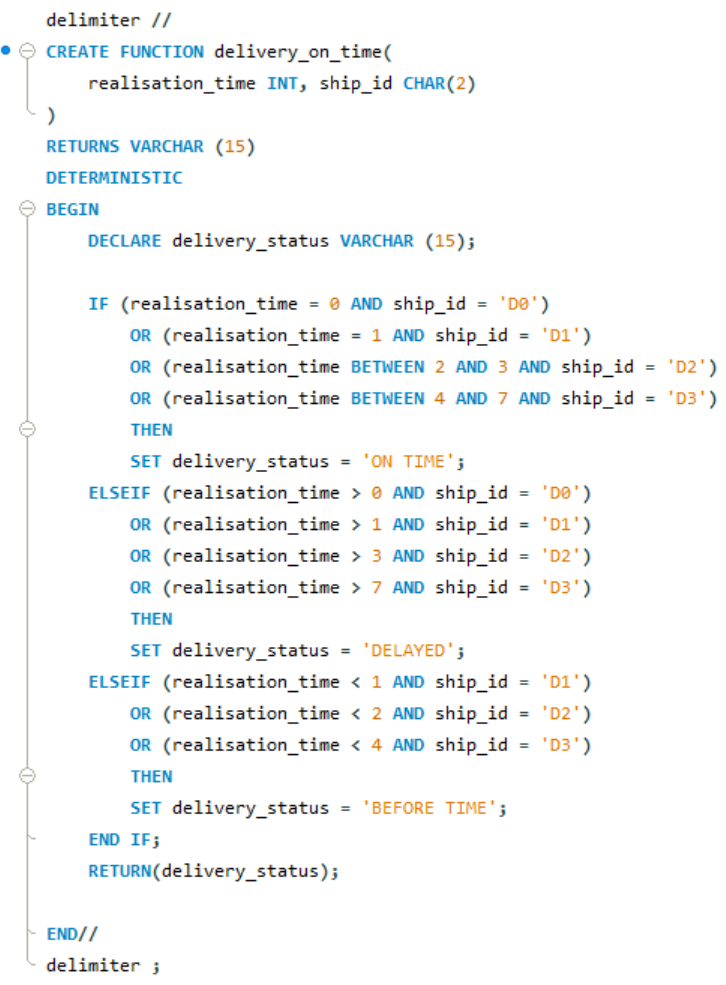 delimiter //
CREATE FUNCTION delivery_on_time(
    realisation_time INT, ship_id CHAR(2)
)
RETURNS VARCHAR (15)
DETERMINISTIC
BEGIN
    DECLARE delivery_status VARCHAR (15);

    IF (realisation_time = 0 AND ship_id = 'D0')
        OR (realisation_time = 1 AND ship_id = 'D1')
        OR (realisation_time BETWEEN 2 AND 3 AND ship_id = 'D2')
        OR (realisation_time BETWEEN 4 AND 7 AND ship_id = 'D3')
        THEN
        SET delivery_status = 'ON TIME';
    ELSEIF (realisation_time > 0 AND ship_id = 'D0')
        OR (realisation_time > 1 AND ship_id = 'D1')
        OR (realisation_time > 3 AND ship_id = 'D2')
        OR (realisation_time > 7 AND ship_id = 'D3')
        THEN
        SET delivery_status = 'DELAYED';
    ELSEIF (realisation_time < 1 AND ship_id = 'D1')
        OR (realisation_time < 2 AND ship_id = 'D2')
        OR (realisation_time < 4 AND ship_id = 'D3')
        THEN
        SET delivery_status = 'BEFORE TIME';
    END IF;
    RETURN(delivery_status);

END//
delimiter ;